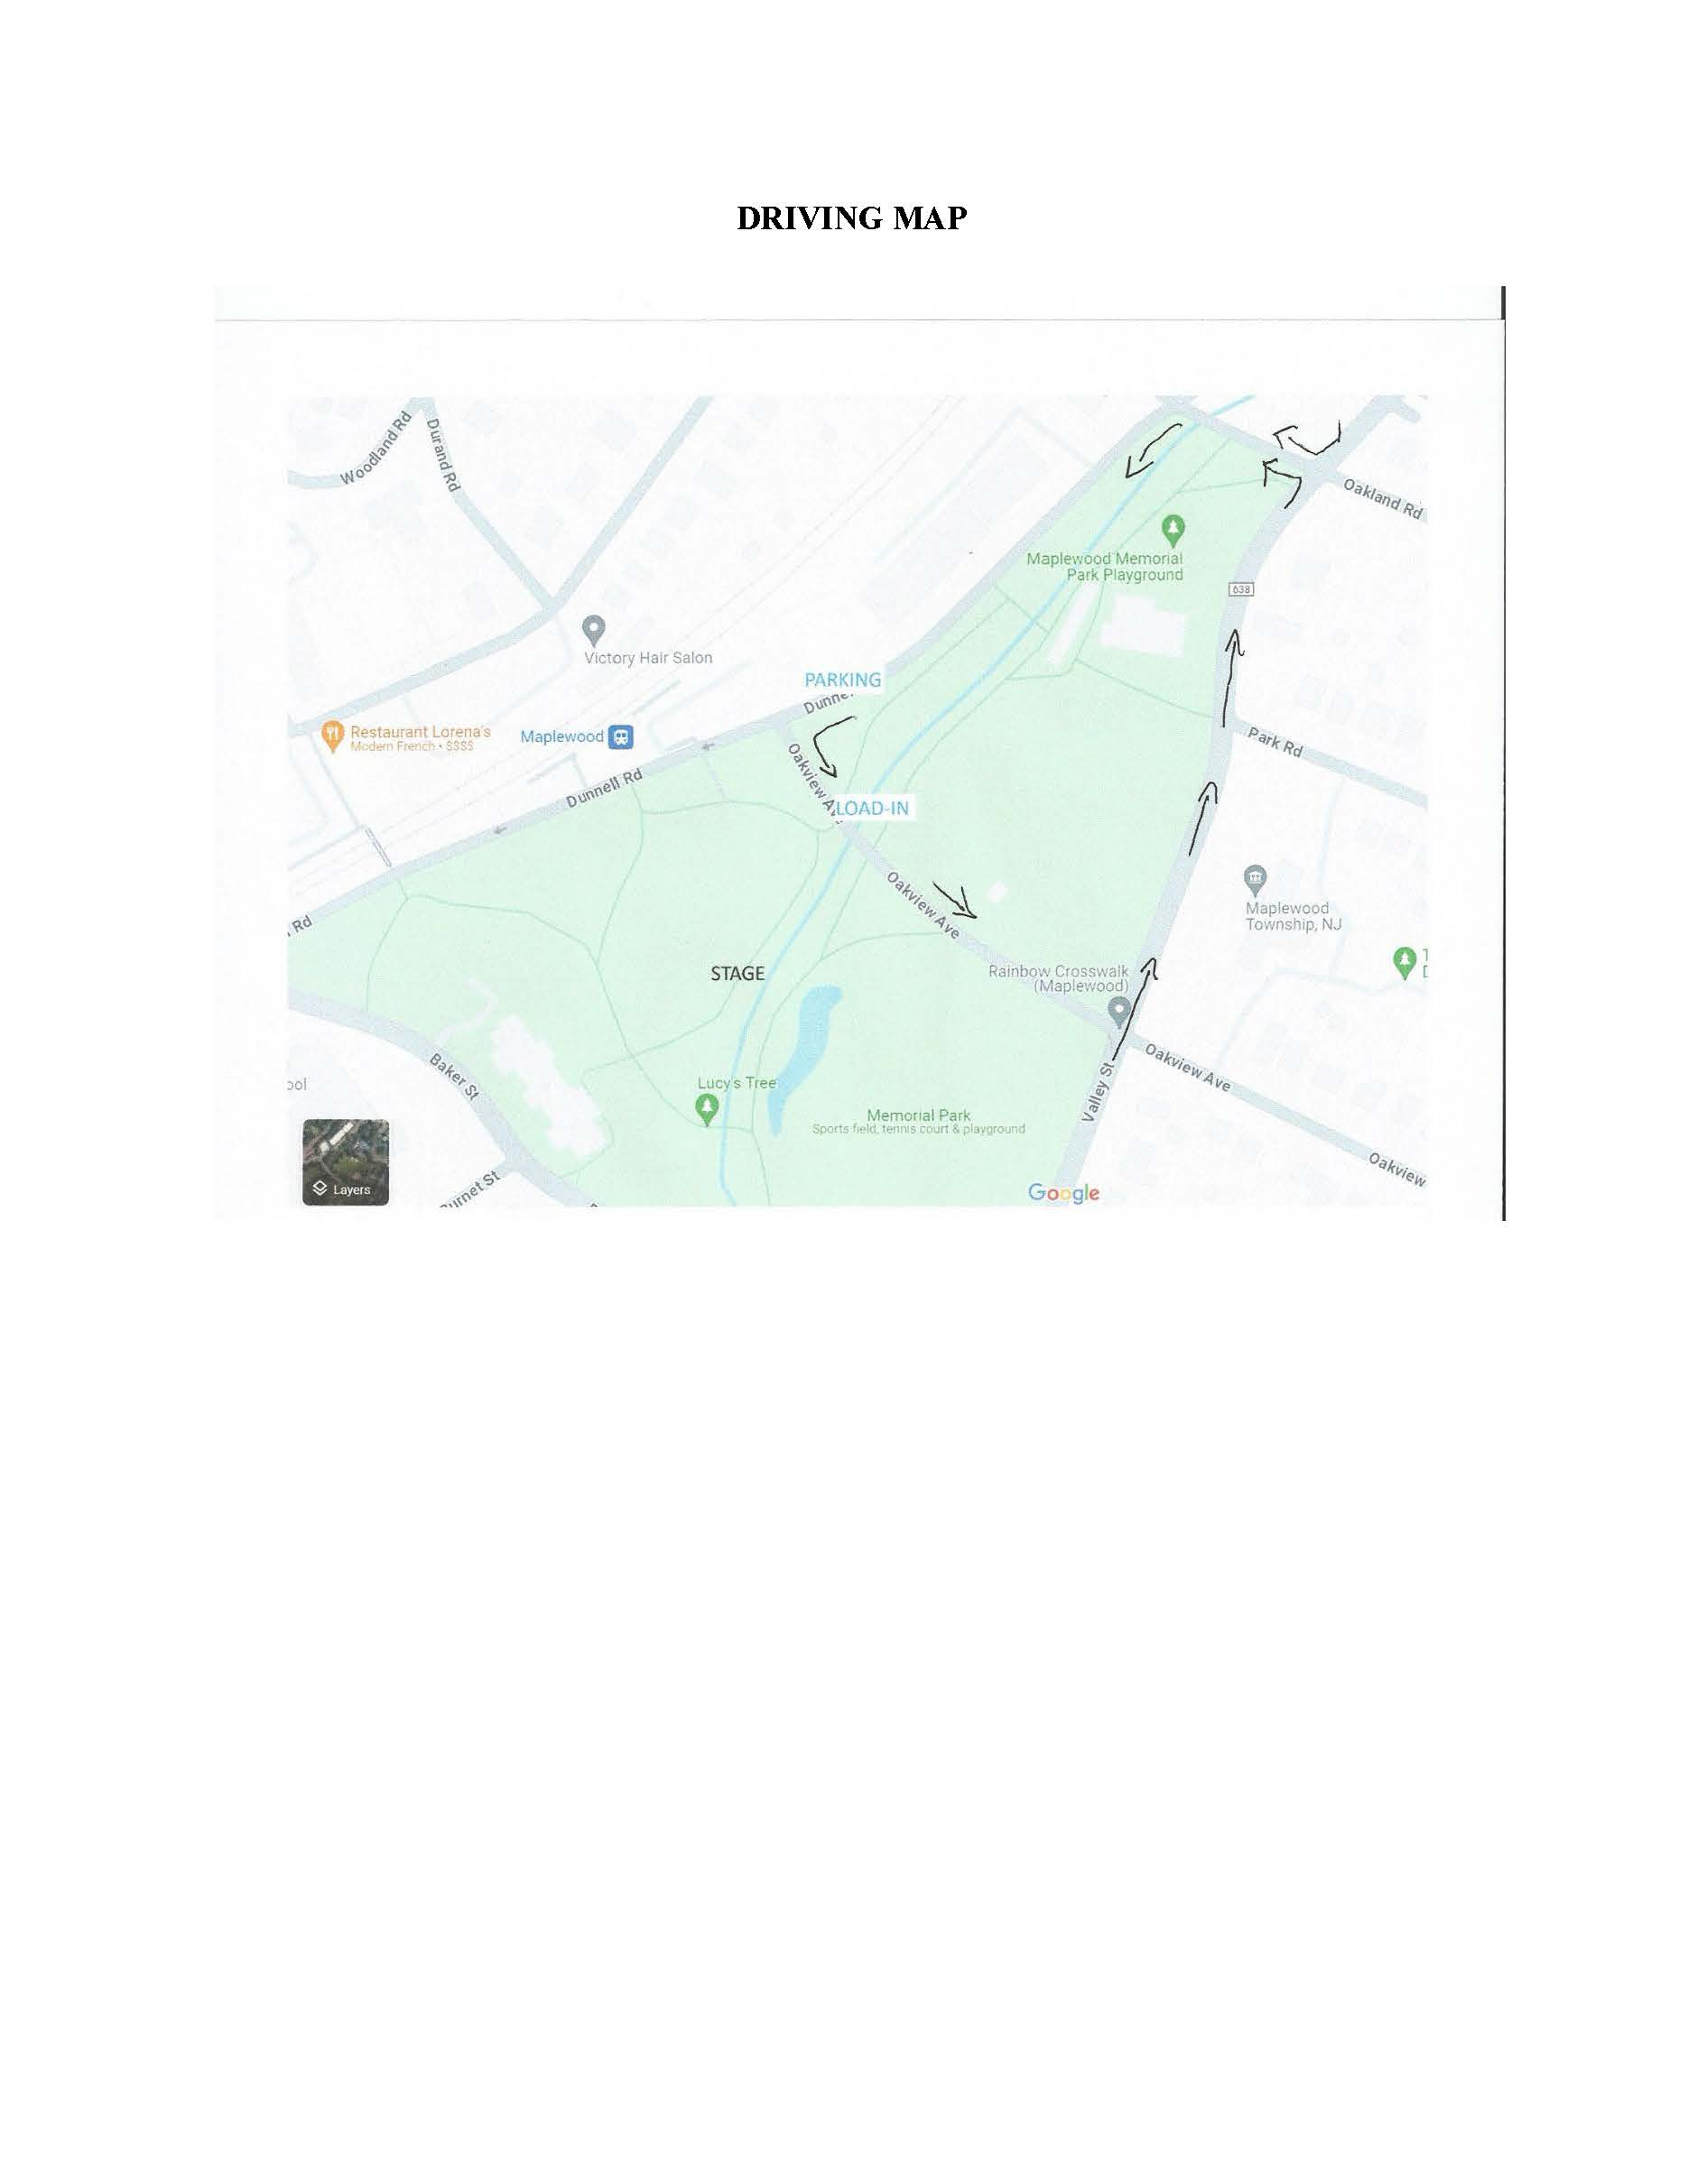 DRIVING MAP
Woodland Rd
Durand Rd
Oakland Rd
Maplewood Memorial
Park Playground
638
Victory Hair Salon
PARKING
Restaurant Lorena's
Modern French • $$$$
Maplewood
Park Rd
Dunnell Rd
Oakview
LOAD-IN
Oakview Ave
Maplewood
Township, NJ
Rd
STAGE
Rainbow Crosswalk
(Maplewood)
Baker St
Oakview Ave
Valley St
Lucy's Tree
Memorial Park
Sports field, tennis court & playground
Layers
Google
Oakview